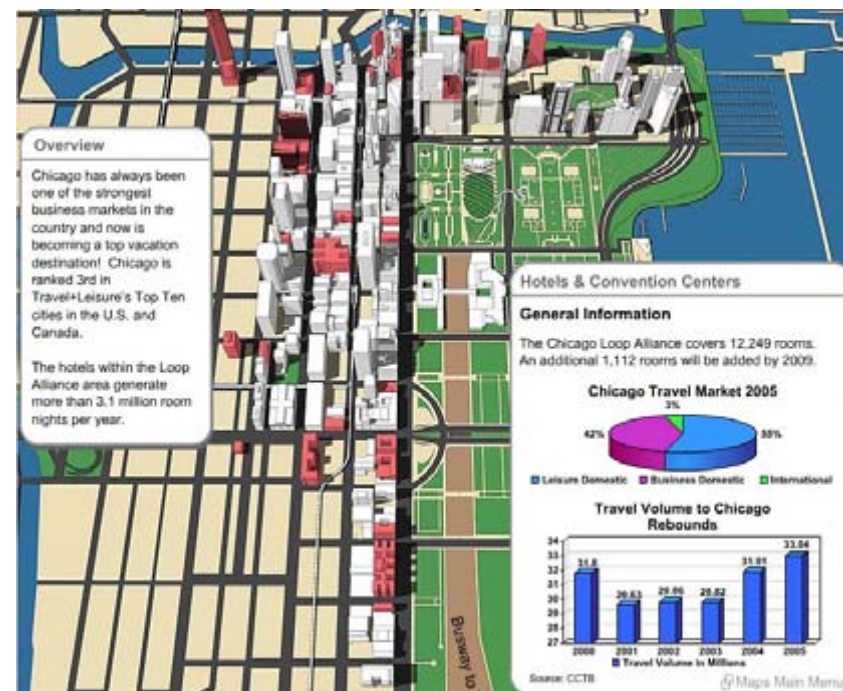 Overview
Chicago has always been
one of the strongest
business markets in the
country and now is
becoming a top vacation
destination! Chicago is
ranked 3rd in
Travel+Leisure's Top Ten
cities in the U.S. and
Canada.
The hotels within the Loop
Alliance area generate
more than 3.1 million room
nights per year.
Hotels & Convention Centers
General Information
The Chicago Loop Alliance covers 12,249 rooms.
An additional 1,112 rooms will be added by 2009.
Chicago Travel Market 2005
3%
42%
55%
Leisure Domestic
Business Domestic
International
Travel Volume to Chicago
Rebounds
34
33
32
31
30
29
28
27
31.8
29.63
29.86
29.82
31.91
33.04
2000 2001 2002 2003 2004 2005
Travel Volume in Millions
Source: CCTB
Busway to
Maps Main Menu